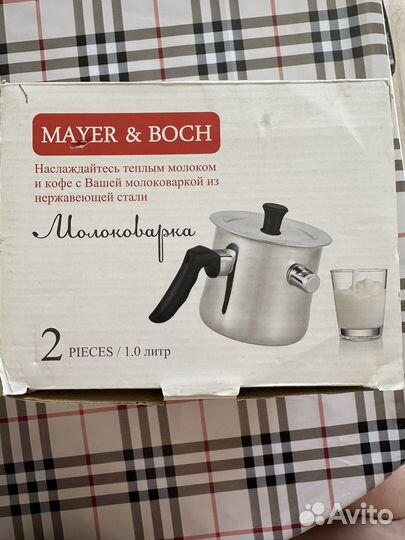 MAYER & BOCH
Наслаждайтесь теплым молоком
и кофе с Вашей молоковаркой из
нержавеющей стали
Молоковарка
2 PIECES / 1.0 литр
Avito